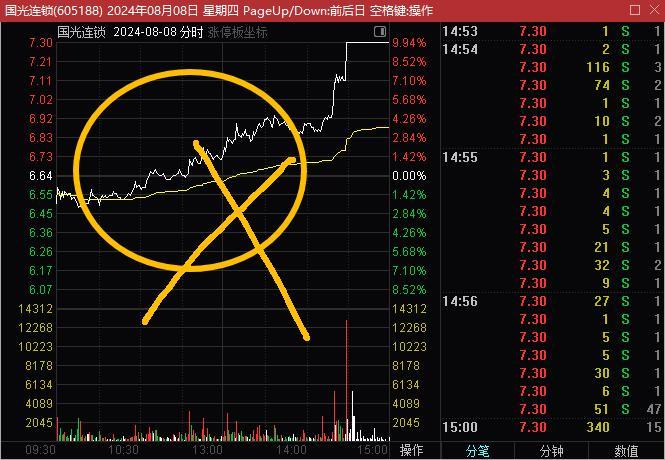 国光连锁(605188) 2024年08月08日 星期四 PageUp/Down:前后日 空格键:操作
国光连锁 2024-08-08 分时 涨停板坐标
7.30 9.94%
7.21 8.52%
7.11 7.10%
7.02 5.68%
6.92 4.26%
6.83 2.84%
6.73 1.42%
6.64 0.00%
6.55 1.42%
6.45 2.84%
6.36 4.26%
6.26 5.68%
6.17 7.10%
6.07 8.52%
14312 14312
12268 12268
10223 10223
8178 8178
6134 6134
4089 4089
2045 2045
09:30 10:30 13:00 14:00 15:00 操作
14:53 7.30 1 S 1
14:54 7.30 2 S 1
7.30 116 S 3
7.30 74 S 2
7.30 1 S 1
7.30 10 S 2
7.30 1 S 1
14:55 7.30 1 S 1
7.30 3 S 1
7.30 4 S 1
7.30 4 S 1
7.30 5 S 1
7.30 21 S 1
7.30 32 S 2
7.30 9 S 1
14:56 7.30 27 S 1
7.30 1 S 1
7.30 5 S 1
7.30 5 S 1
7.30 30 S 1
7.30 6 S 1
7.30 51 S 47
15:00 7.30 340 15
分笔 分钟 数值